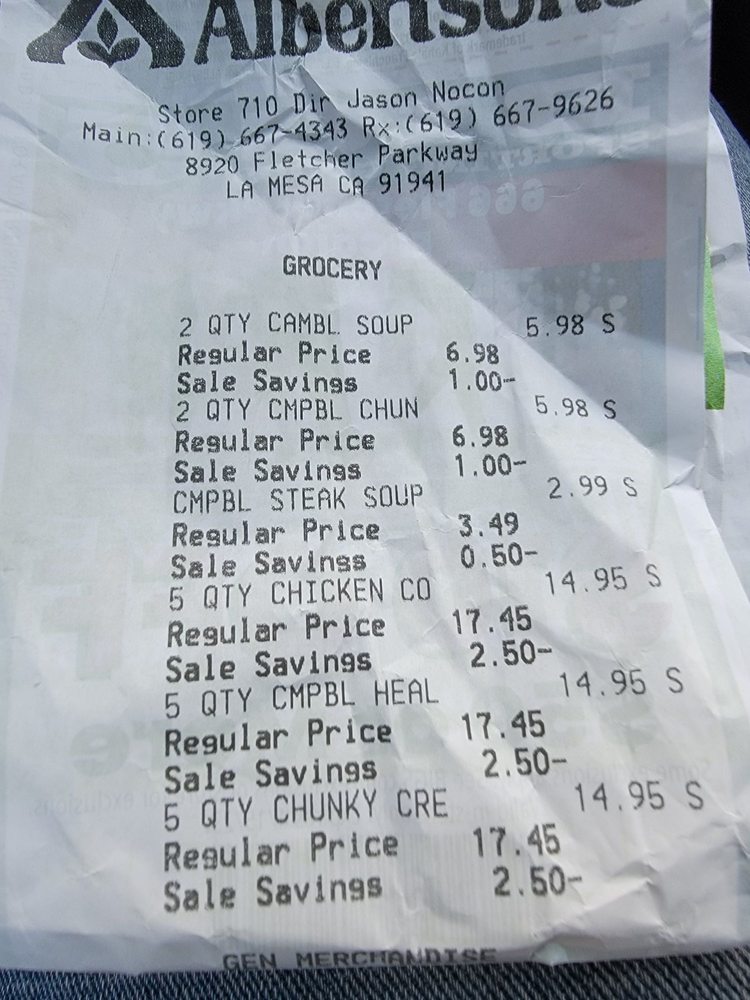 Albertsons
Store 710 Dir Jason Nocon
Main:(619) 667-4343 Rx:(619) 667-9626
8920 Fletcher Parkway
LA MESA CA 91941
GROCERY
2 QTY CAMBL SOUP 5.98 S
Regular Price 6.98
Sale Savings 1.00-
2 QTY CMPBL CHUN 5.98 S
Regular Price 6.98
Sale Savings 1.00-
CMPBL STEAK SOUP 2.99 S
Regular Price 3.49
Sale Savings 0.50-
5 QTY CHICKEN CO 14.95 S
Regular Price 17.45
Sale Savings 2.50-
5 QTY CMPBL HEAL 14.95 S
Regular Price 17.45
Sale Savings 2.50-
5 QTY CHUNKY CRE 14.95 S
Regular Price 17.45
Sale Savings 2.50-
GEN MERCHANDISE